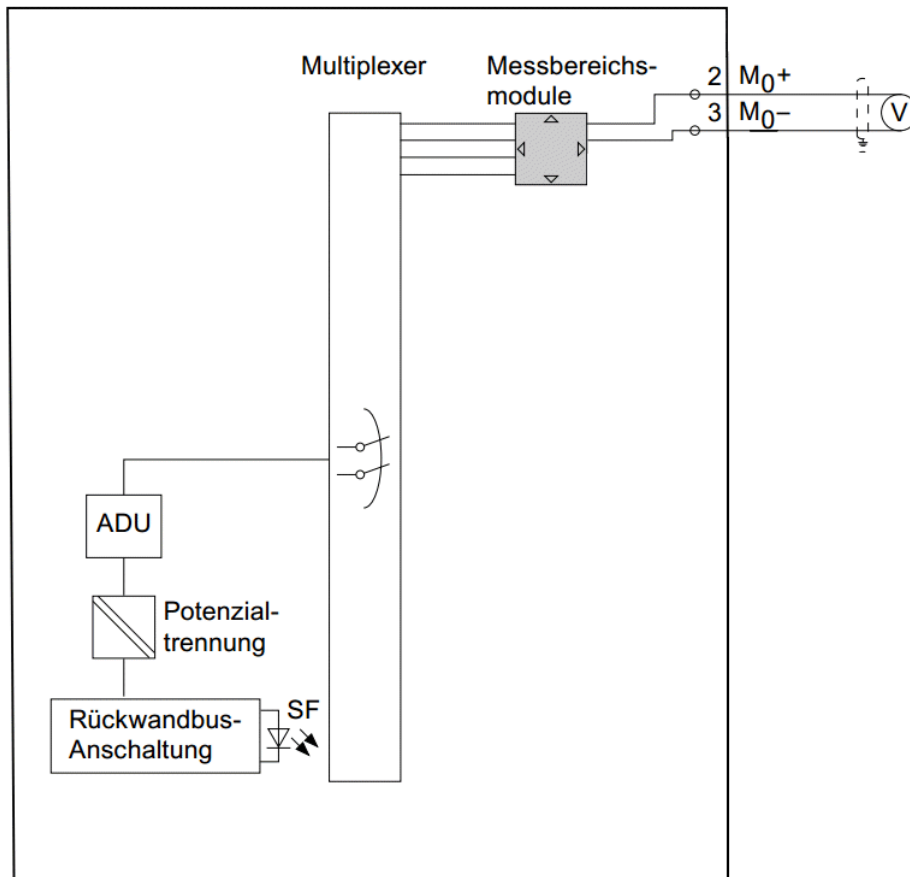 Multiplexer
Messbereichs-
module
2 M0+
3 M0−
V
ADU
Potenzial-
trennung
Rückwandbus-
Anschaltung
SF